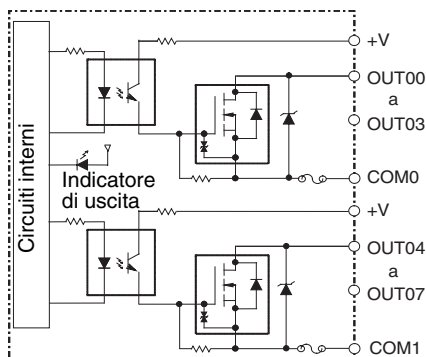 Circuiti interni
+V
OUT00
a
OUT03
COM0
Indicatore
di uscita
+V
OUT04
a
OUT07
COM1